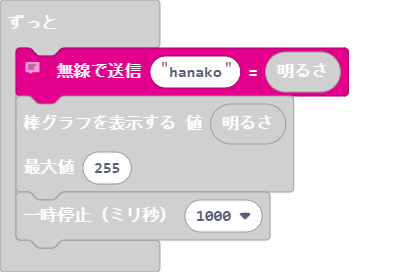 ずっと
無線で送信 "hanako" = 明るさ
棒グラフを表示する 値 明るさ
最大値 255
一時停止（ミリ秒） 1000